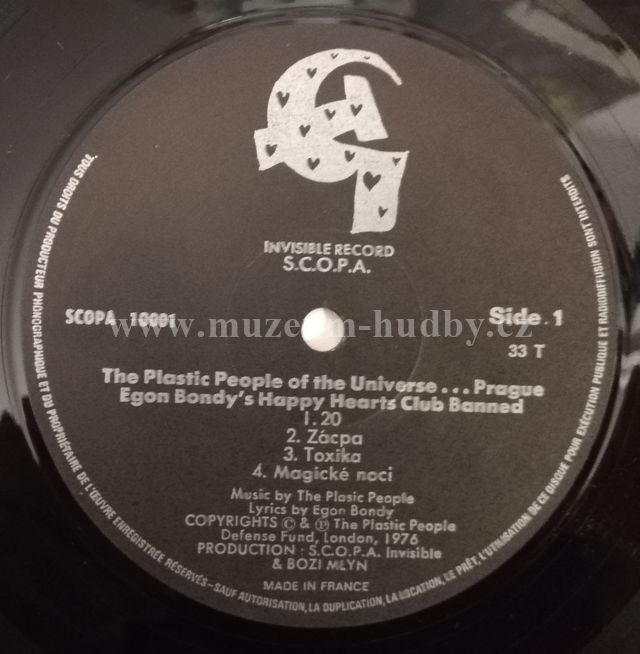 INVISIBLE RECORD
S.C.O.P.A.
SCOPA 10001
Side.1
33 T
www.muzeum-hudby.cz
The Plastic People of the Universe...Prague
Egon Bondy's Happy Hearts Club Banned
1.20
2. Zácpa
3. Toxika
4. Magické noci
Music by The Plasic People
Lyrics by Egon Bondy
COPYRIGHTS © & ℗ The Plastic People
Defense Fund, London, 1976
PRODUCTION : S.C.O.P.A. Invisible
& BOZI MLYN
MADE IN FRANCE
TOUS DROITS DU PRODUCTEUR PHONOGRAPHIQUE ET DU PROPRIÉTAIRE DE L'ŒUVRE ENREGISTRÉE RÉSERVÉS-SAUF AUTORISATION, LA DUPLICATION, LA LOCATION, LE PRÊT, L'UTILISATION DE CE DISQUE POUR EXÉCUTION PUBLIQUE ET RADIODIFFUSION SONT INTERDITS